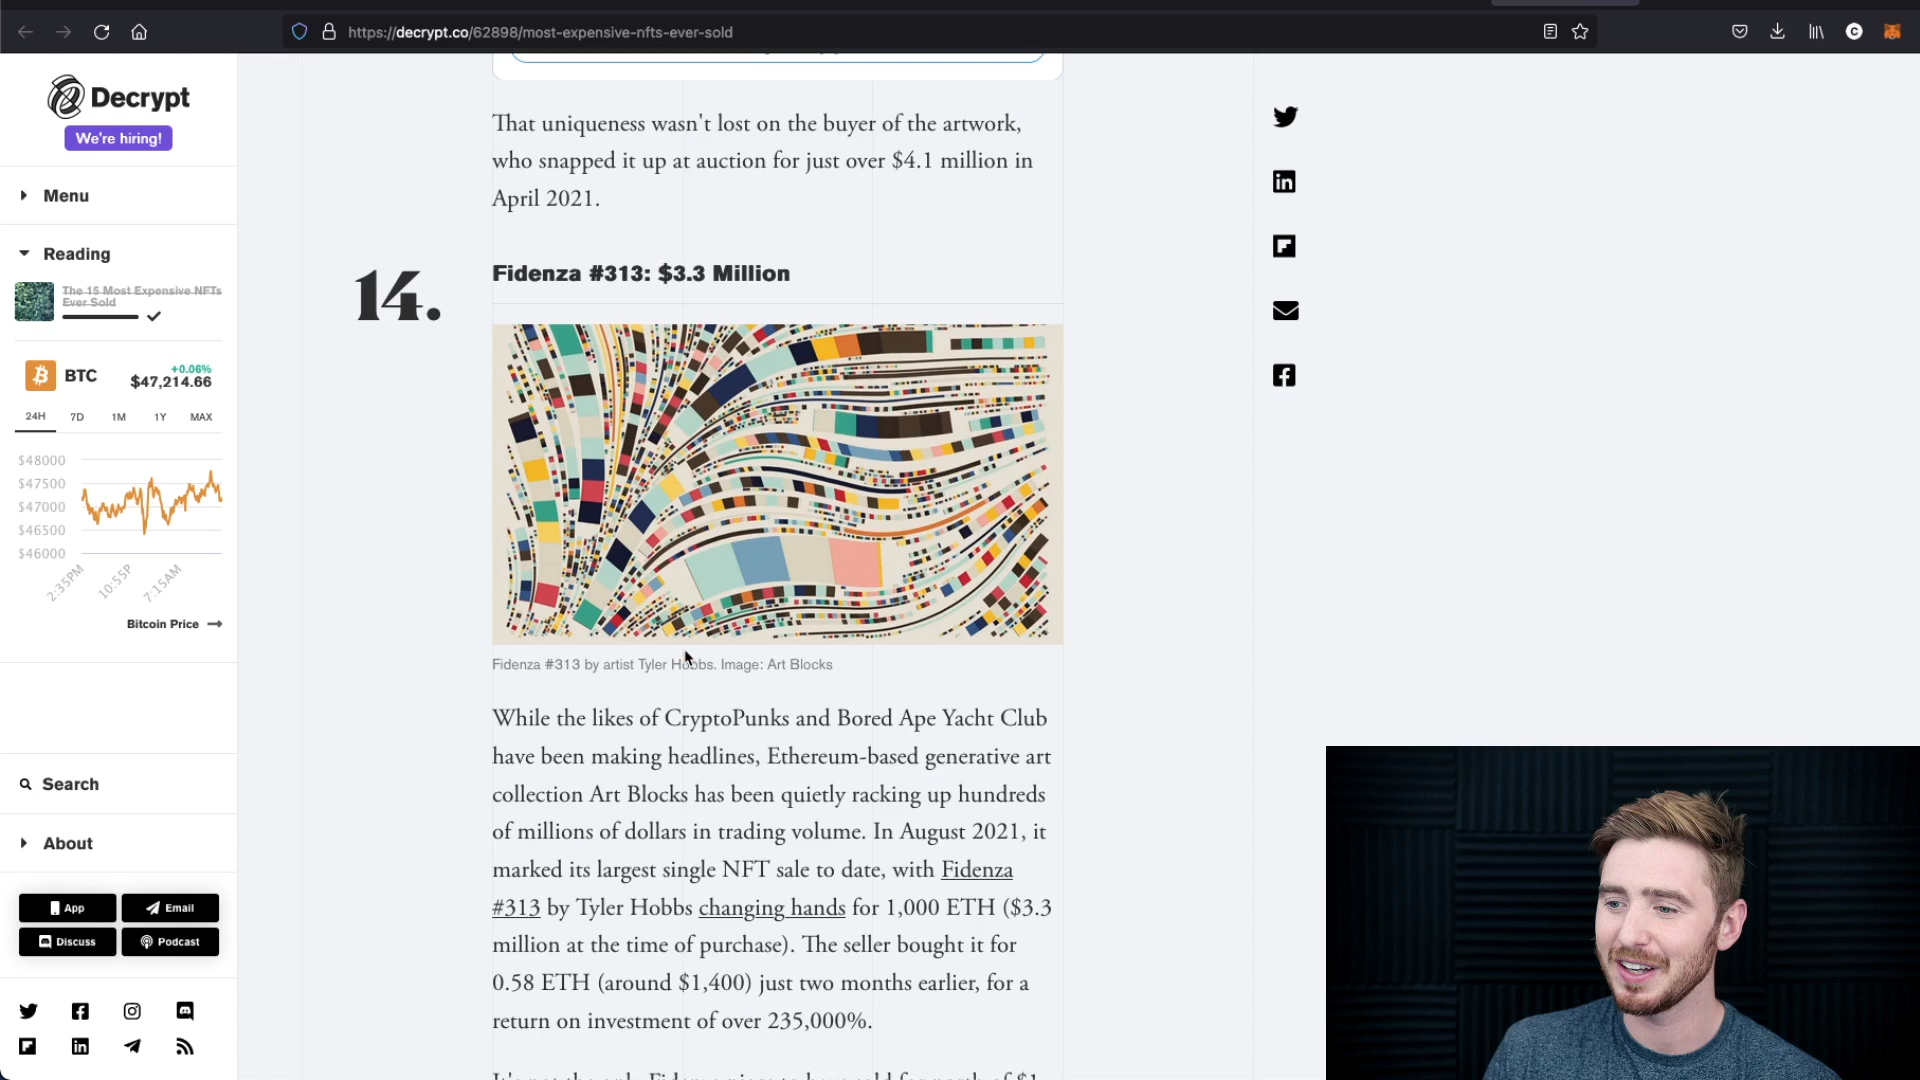 https://decrypt.co/62898/most-expensive-nfts-ever-sold
C
Decrypt
We're hiring!
Menu
Reading
The 15 Most Expensive NFTs
Ever Sold
BTC
+0.06%
$47,214.66
24H 7D 1M 1Y MAX
$48000
$47500
$47000
$46500
$46000
2:35PM 10:55P 7:15AM
Bitcoin Price
Search
About
App Email
Discuss Podcast
That uniqueness wasn't lost on the buyer of the artwork,
who snapped it up at auction for just over $4.1 million in
April 2021.
14.
Fidenza #313: $3.3 Million
Fidenza #313 by artist Tyler Hobbs. Image: Art Blocks
While the likes of CryptoPunks and Bored Ape Yacht Club
have been making headlines, Ethereum-based generative art
collection Art Blocks has been quietly racking up hundreds
of millions of dollars in trading volume. In August 2021, it
marked its largest single NFT sale to date, with Fidenza
#313 by Tyler Hobbs changing hands for 1,000 ETH ($3.3
million at the time of purchase). The seller bought it for
0.58 ETH (around $1,400) just two months earlier, for a
return on investment of over 235,000%.